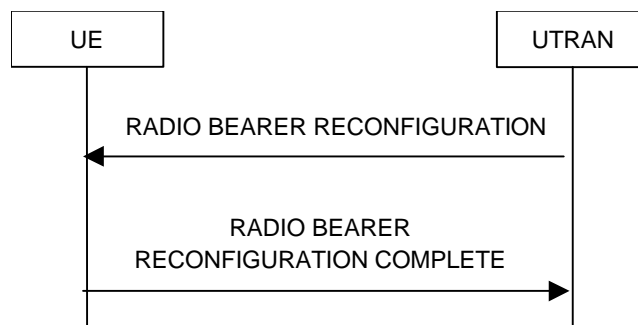 UE
UTRAN
RADIO BEARER RECONFIGURATION
RADIO BEARER
RECONFIGURATION COMPLETE